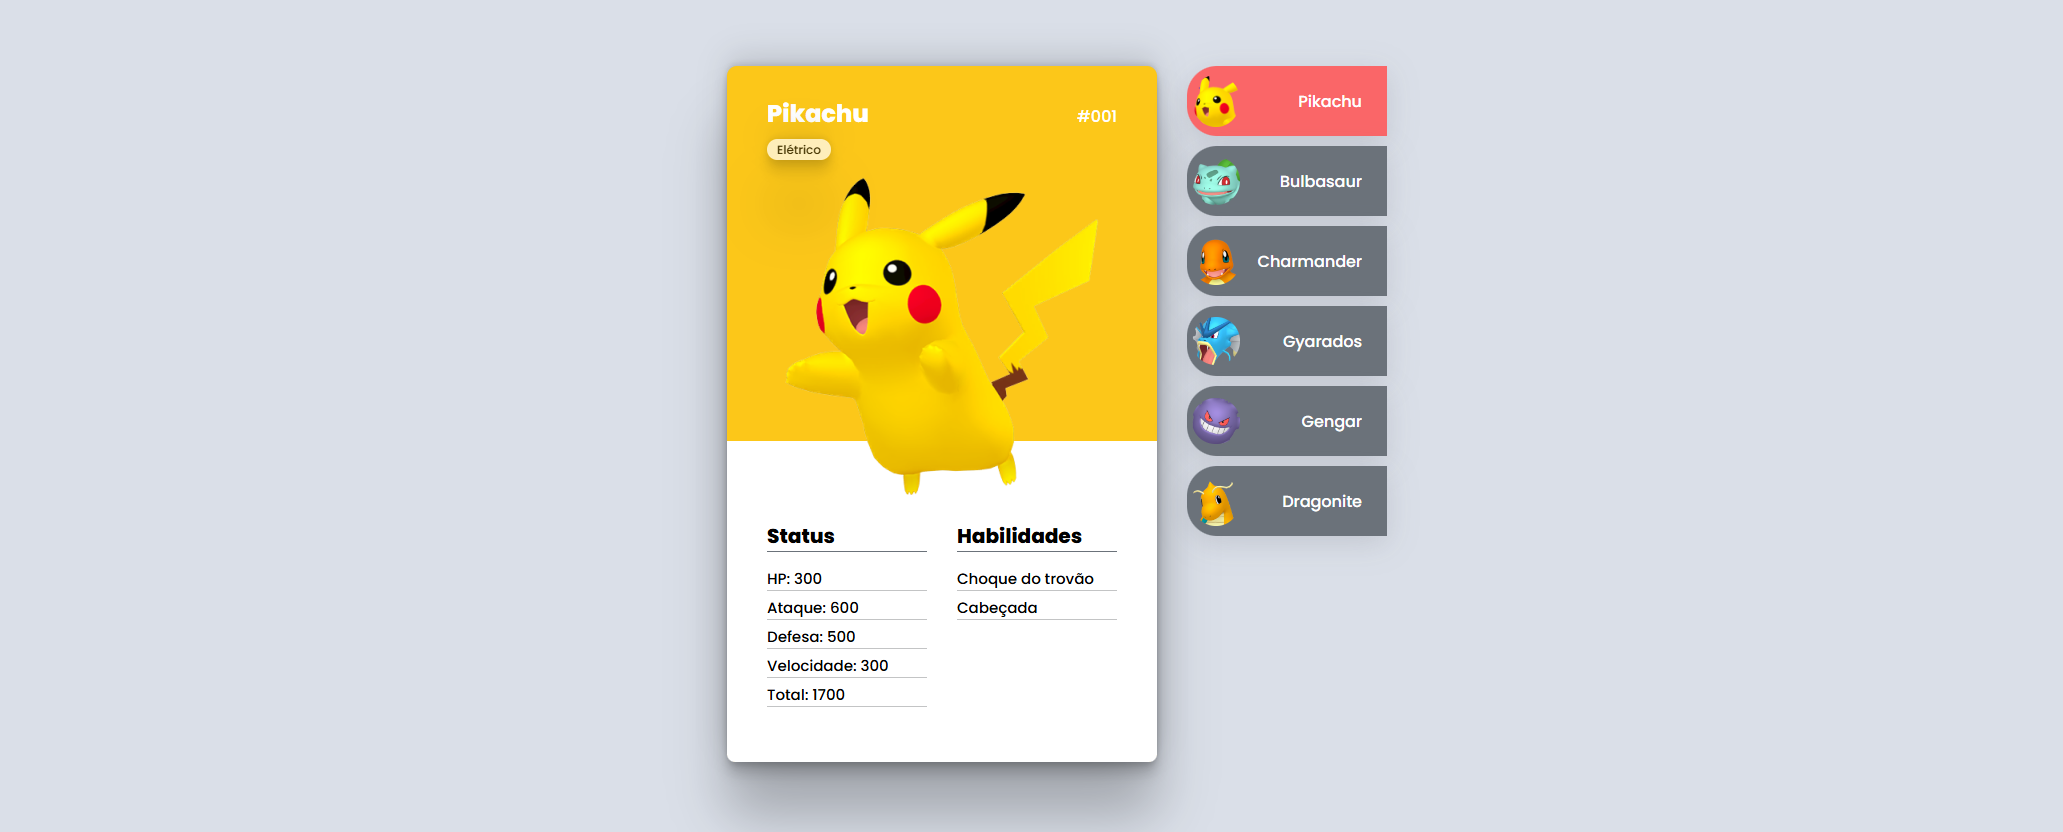 Pikachu
#001
Elétrico
Status
HP: 300
Ataque: 600
Defesa: 500
Velocidade: 300
Total: 1700
Habilidades
Choque do trovão
Cabeçada
Pikachu
Bulbasaur
Charmander
Gyarados
Gengar
Dragonite